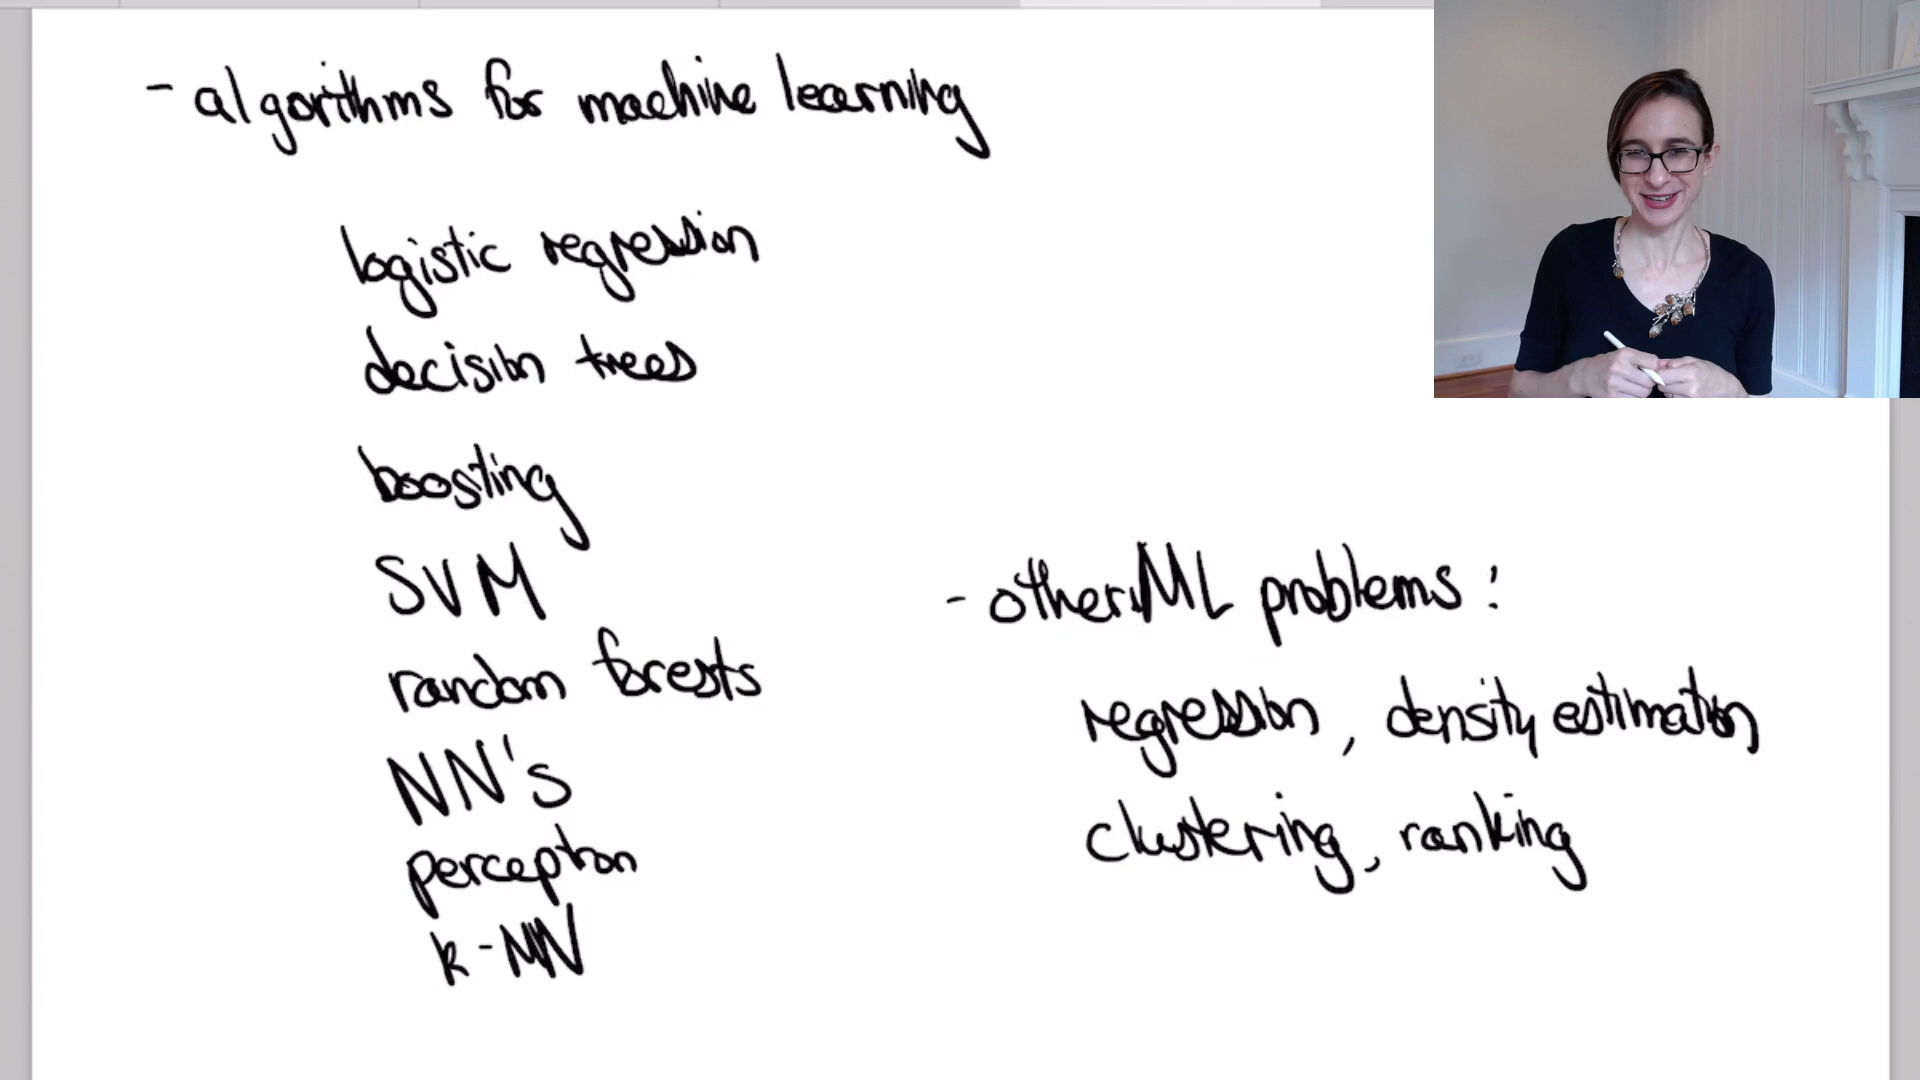 - algorithms for machine learning
logistic regression
decision trees
boosting
SVM
random forests
NN's
perceptron
k-NN
- other ML problems:
regression, density estimation
clustering, ranking